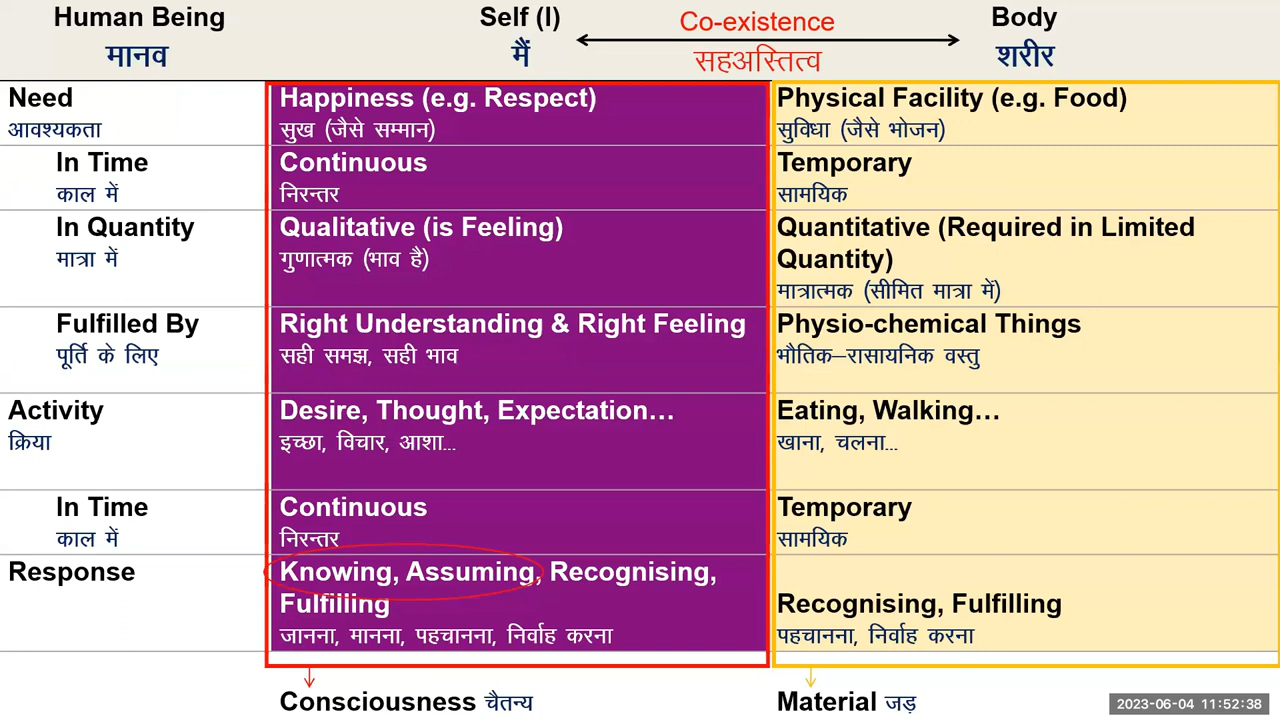 Human Being
Self (I)
Co-existence
Body
मानव
मैं
सहअस्तित्व
शरीर
Need
Happiness (e.g. Respect)
Physical Facility (e.g. Food)
आवश्यकता
सुख (जैसे सम्मान)
सुविधा (जैसे भोजन)
In Time
Continuous
Temporary
काल में
निरन्तर
सामयिक
In Quantity
Qualitative (is Feeling)
Quantitative (Required in Limited
Quantity)
मात्रा में
गुणात्मक (भाव है)
मात्रात्मक (सीमित मात्रा में)
Fulfilled By
Right Understanding & Right Feeling
Physio-chemical Things
पूर्ति के लिए
सही समझ, सही भाव
भौतिक–रासायनिक वस्तु
Activity
Desire, Thought, Expectation…
Eating, Walking…
क्रिया
इच्छा, विचार, आशा...
खाना, चलना...
In Time
Continuous
Temporary
काल में
निरन्तर
सामयिक
Response
Knowing, Assuming, Recognising,
Fulfilling
Recognising, Fulfilling
जानना, मानना, पहचानना, निर्वाह करना
पहचानना, निर्वाह करना
Consciousness चैतन्य
Material जड़
2023-06-04 11:52:38